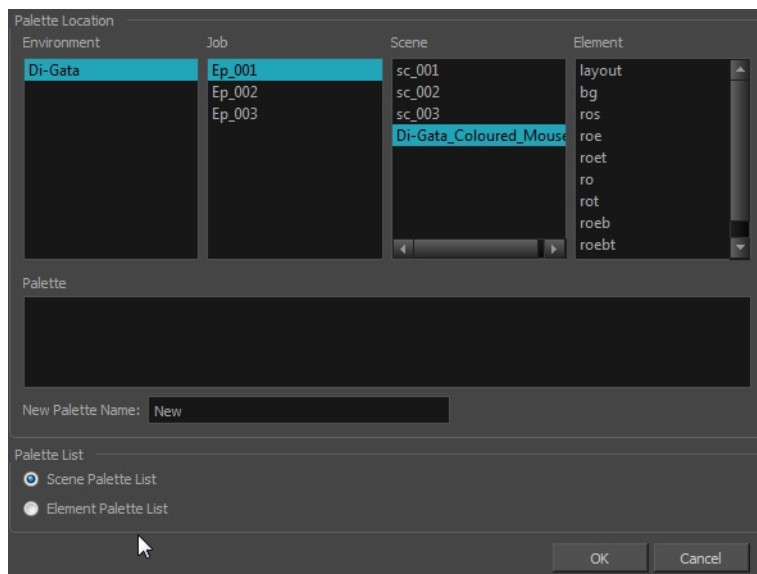 Palette Location
Environment
Job
Scene
Element
Di-Gata
Ep_001
Ep_002
Ep_003
sc_001
sc_002
sc_003
Di-Gata_Coloured_Mouse
layout
bg
ros
roe
roet
ro
rot
roeb
roebt
Palette
New Palette Name: New
Palette List
Scene Palette List
Element Palette List
OK
Cancel